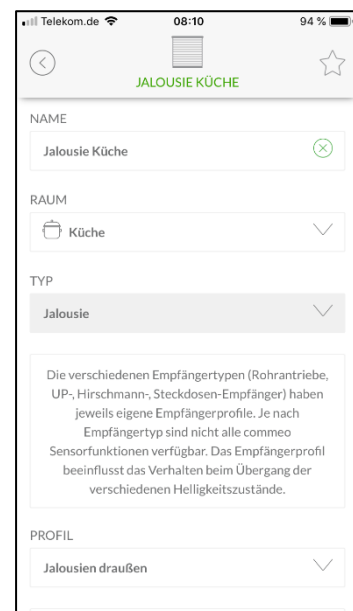 Telekom.de 08:10 94 %
JALOUSIE KÜCHE
NAME
Jalousie Küche
RAUM
Küche
TYP
Jalousie
Die verschiedenen Empfängertypen (Rohrantriebe,
UP-, Hirschmann-, Steckdosen-Empfänger) haben
jeweils eigene Empfängerprofile. Je nach
Empfängertyp sind nicht alle commeo
Sensorfunktionen verfügbar. Das Empfängerprofil
beeinflusst das Verhalten beim Übergang der
verschiedenen Helligkeitszustände.
PROFIL
Jalousien draußen